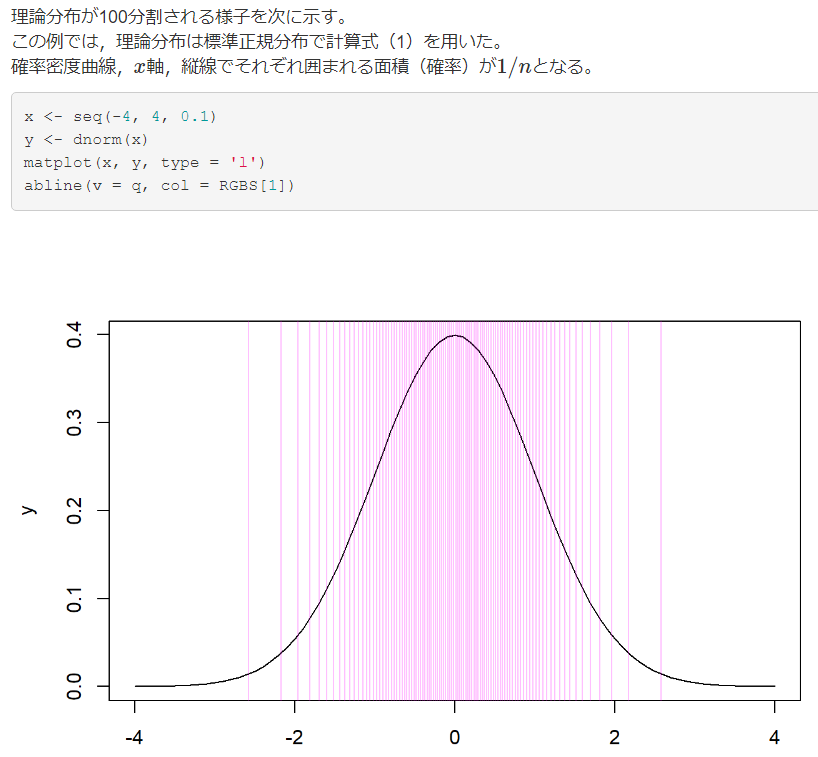 理論分布が100分割される様子を次に示す。
この例では，理論分布は標準正規分布で計算式（1）を用いた。
確率密度曲線，x軸，縦線でそれぞれ囲まれる面積（確率）が1/nとなる。
x <- seq(-4, 4, 0.1)
y <- dnorm(x)
matplot(x, y, type = 'l')
abline(v = q, col = RGBS[1])
0.4
0.3
0.2
0.1
0.0
y
-4 -2 0 2 4